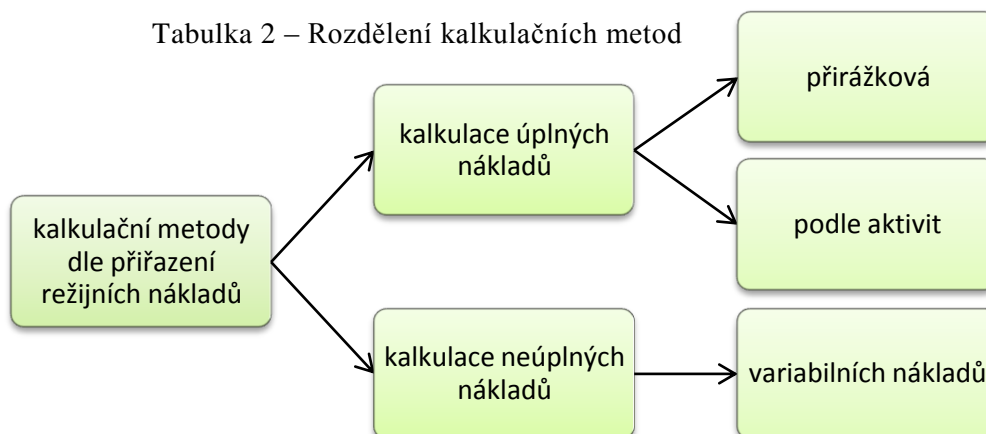 Tabulka 2 – Rozdělení kalkulačních metod
kalkulační metody
dle přiřazení
režijních nákladů
kalkulace úplných
nákladů
přirážková
podle aktivit
kalkulace neúplných
nákladů
variabilních nákladů